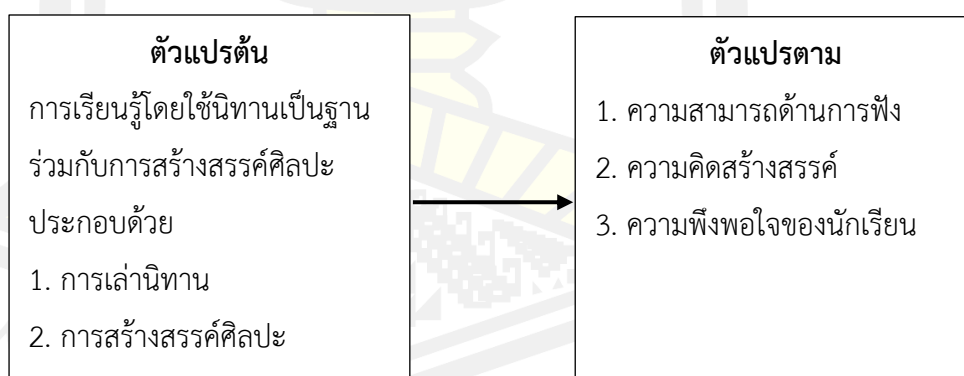 ตัวแปรต้น
การเรียนรู้โดยใช้นิทานเป็นฐาน
ร่วมกับการสร้างสรรค์ศิลปะ
ประกอบด้วย
1. การเล่านิทาน
2. การสร้างสรรค์ศิลปะ
ตัวแปรตาม
1. ความสามารถด้านการฟัง
2. ความคิดสร้างสรรค์
3. ความพึงพอใจของนักเรียน